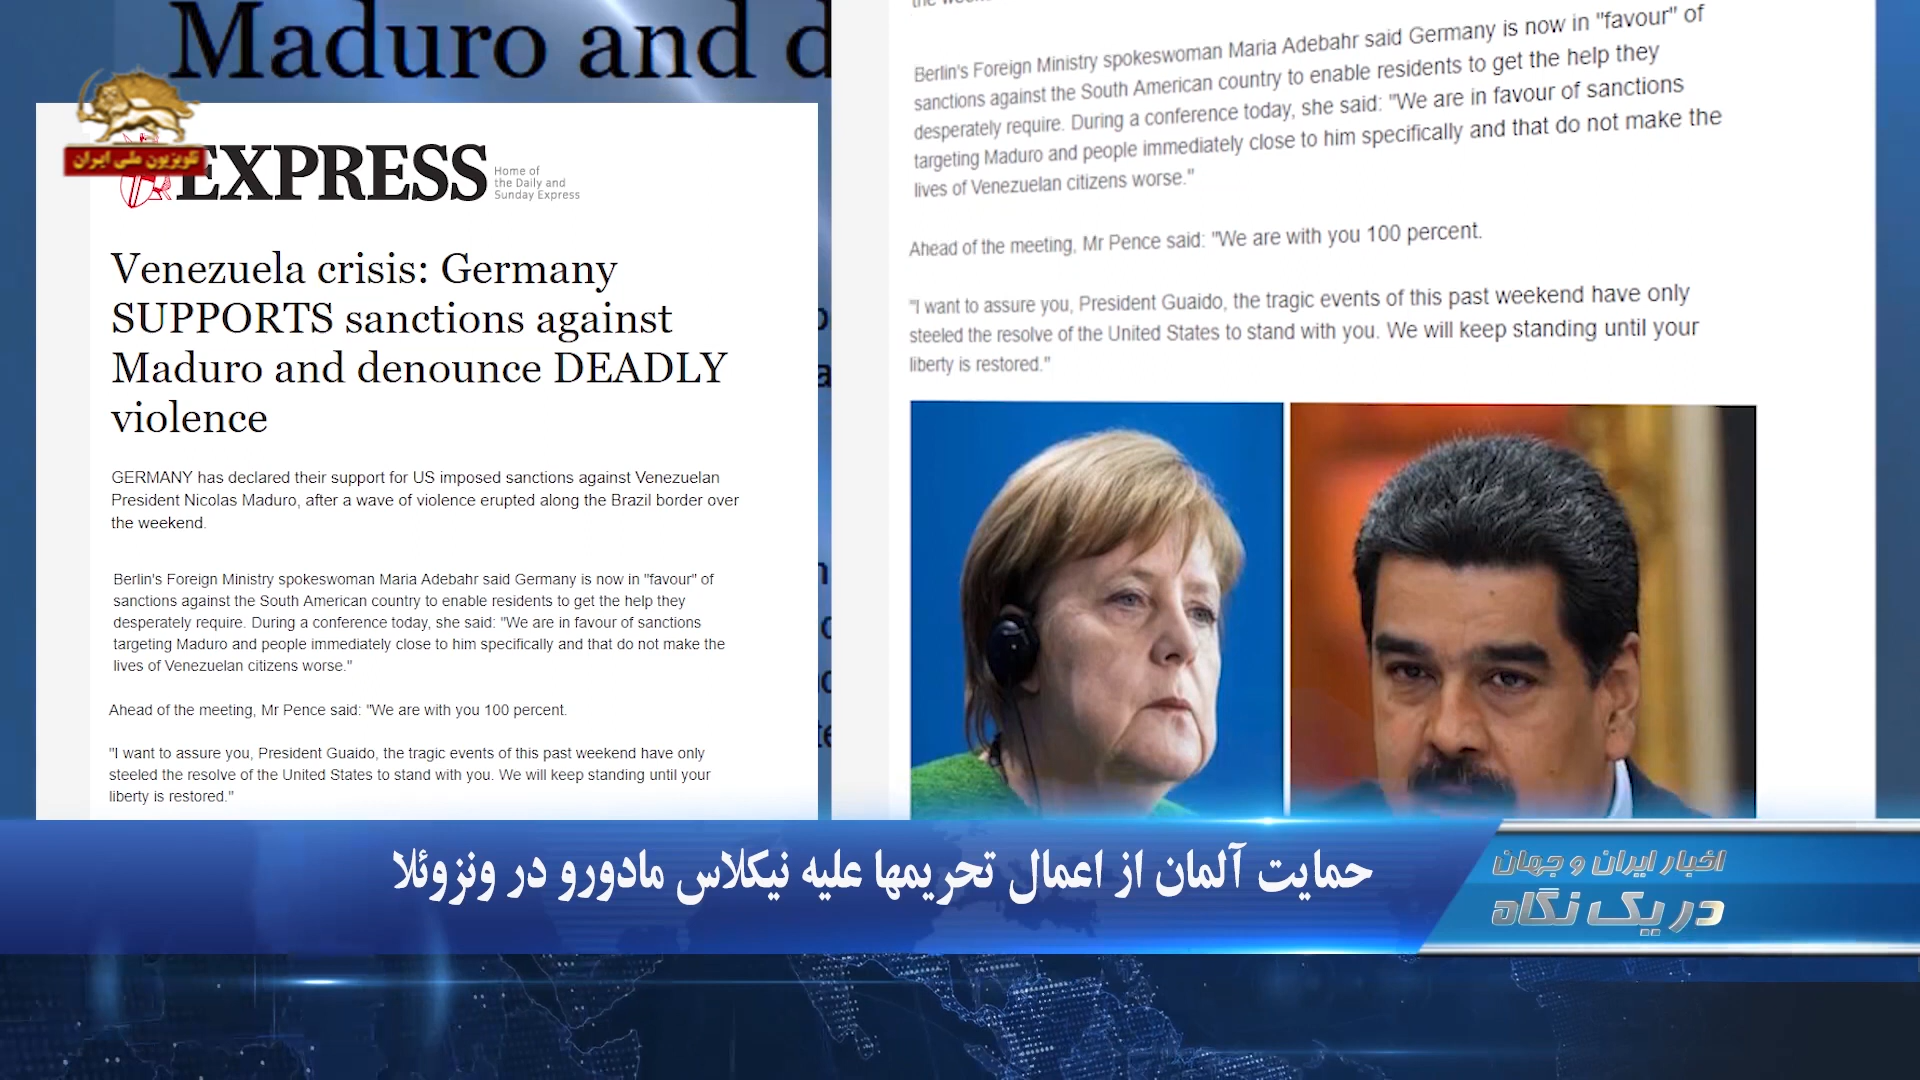 Maduro and d
تلویزیون ملی ایران
EXPRESS
Home of
the Daily and
Sunday Express
Venezuela crisis: Germany
SUPPORTS sanctions against
Maduro and denounce DEADLY
violence
GERMANY has declared their support for US imposed sanctions against Venezuelan
President Nicolas Maduro, after a wave of violence erupted along the Brazil border over
the weekend.
Berlin's Foreign Ministry spokeswoman Maria Adebahr said Germany is now in "favour" of
sanctions against the South American country to enable residents to get the help they
desperately require. During a conference today, she said: "We are in favour of sanctions
targeting Maduro and people immediately close to him specifically and that do not make the
lives of Venezuelan citizens worse."
Ahead of the meeting, Mr Pence said: "We are with you 100 percent.
"I want to assure you, President Guaido, the tragic events of this past weekend have only
steeled the resolve of the United States to stand with you. We will keep standing until your
liberty is restored."
Berlin's Foreign Ministry spokeswoman Maria Adebahr said Germany is now in "favour" of
sanctions against the South American country to enable residents to get the help they
desperately require. During a conference today, she said: "We are in favour of sanctions
targeting Maduro and people immediately close to him specifically and that do not make the
lives of Venezuelan citizens worse."
Ahead of the meeting, Mr Pence said: "We are with you 100 percent.
"I want to assure you, President Guaido, the tragic events of this past weekend have only
steeled the resolve of the United States to stand with you. We will keep standing until your
liberty is restored."
حمایت آلمان از اعمال تحریمها علیه نیکلاس مادورو در ونزوئلا
اخبار ایران و جهان
در یک نگاه